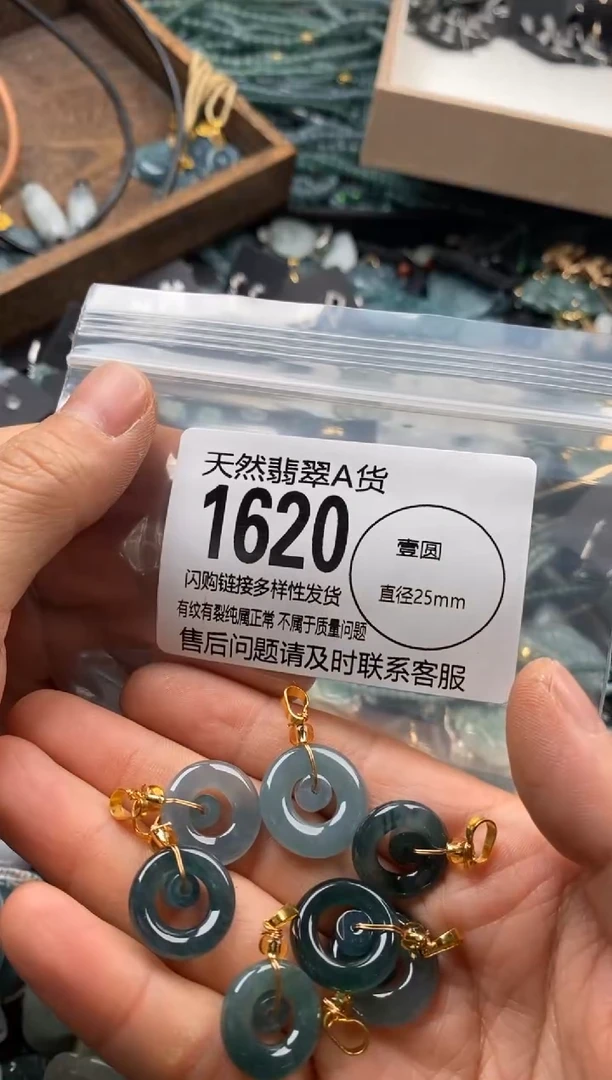 天然翡翠A货
1620
闪购链接多样性发货
有纹有裂纯属正常 不属于质量问题
售后问题请及时联系客服
壹圆
直径25mm